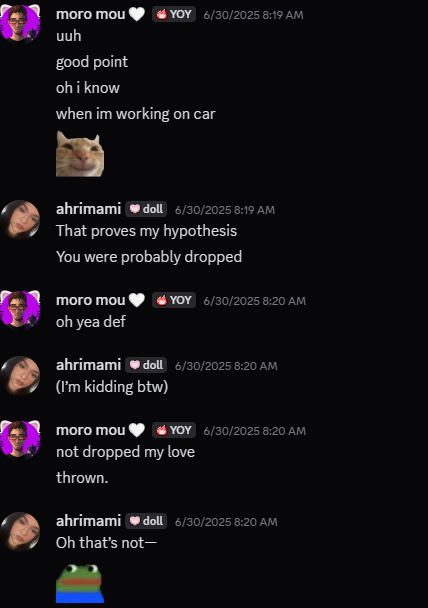 moro mou🤍 YOY 6/30/2025 8:19 AM
uuh
good point
oh i know
when im working on car
ahrimami doll 6/30/2025 8:19 AM
That proves my hypothesis
You were probably dropped
moro mou🤍 YOY 6/30/2025 8:20 AM
oh yea def
ahrimami doll 6/30/2025 8:20 AM
(I’m kidding btw)
moro mou🤍 YOY 6/30/2025 8:20 AM
not dropped my love
thrown.
ahrimami doll 6/30/2025 8:20 AM
Oh that’s not—